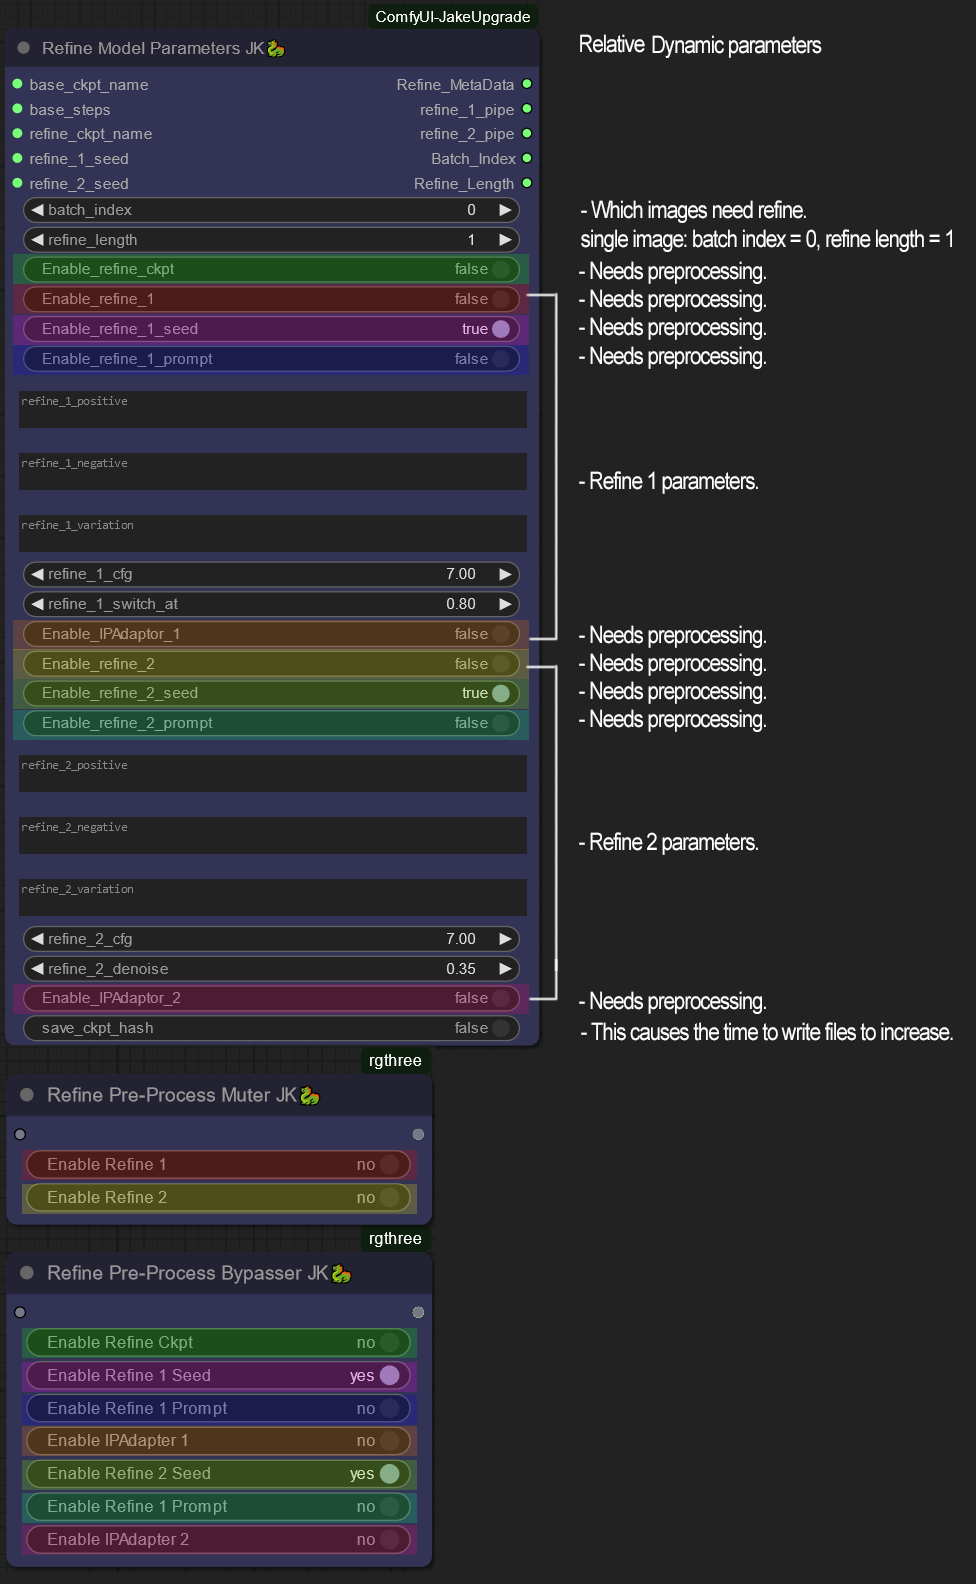 ComfyUI-JakeUpgrade
Refine Model Parameters JK🐉
Relative Dynamic parameters
base_ckpt_name Refine_MetaData
base_steps refine_1_pipe
refine_ckpt_name refine_2_pipe
refine_1_seed Batch_Index
refine_2_seed Refine_Length
batch_index 0 - Which images need refine.
refine_length 1 single image: batch index = 0, refine length = 1
Enable_refine_ckpt false - Needs preprocessing.
Enable_refine_1 false - Needs preprocessing.
Enable_refine_1_seed true - Needs preprocessing.
Enable_refine_1_prompt false - Needs preprocessing.
refine_1_positive
refine_1_negative
- Refine 1 parameters.
refine_1_variation
refine_1_cfg 7.00
refine_1_switch_at 0.80
Enable_IPAdaptor_1 false - Needs preprocessing.
Enable_refine_2 false - Needs preprocessing.
Enable_refine_2_seed true - Needs preprocessing.
Enable_refine_2_prompt false - Needs preprocessing.
refine_2_positive
refine_2_negative
- Refine 2 parameters.
refine_2_variation
refine_2_cfg 7.00
refine_2_denoise 0.35
Enable_IPAdaptor_2 false - Needs preprocessing.
save_ckpt_hash false - This causes the time to write files to increase.
rgthree
Refine Pre-Process Muter JK🐉
Enable Refine 1 no
Enable Refine 2 no
rgthree
Refine Pre-Process Bypasser JK🐉
Enable Refine Ckpt no
Enable Refine 1 Seed yes
Enable Refine 1 Prompt no
Enable IPAdapter 1 no
Enable Refine 2 Seed yes
Enable Refine 1 Prompt no
Enable IPAdapter 2 no